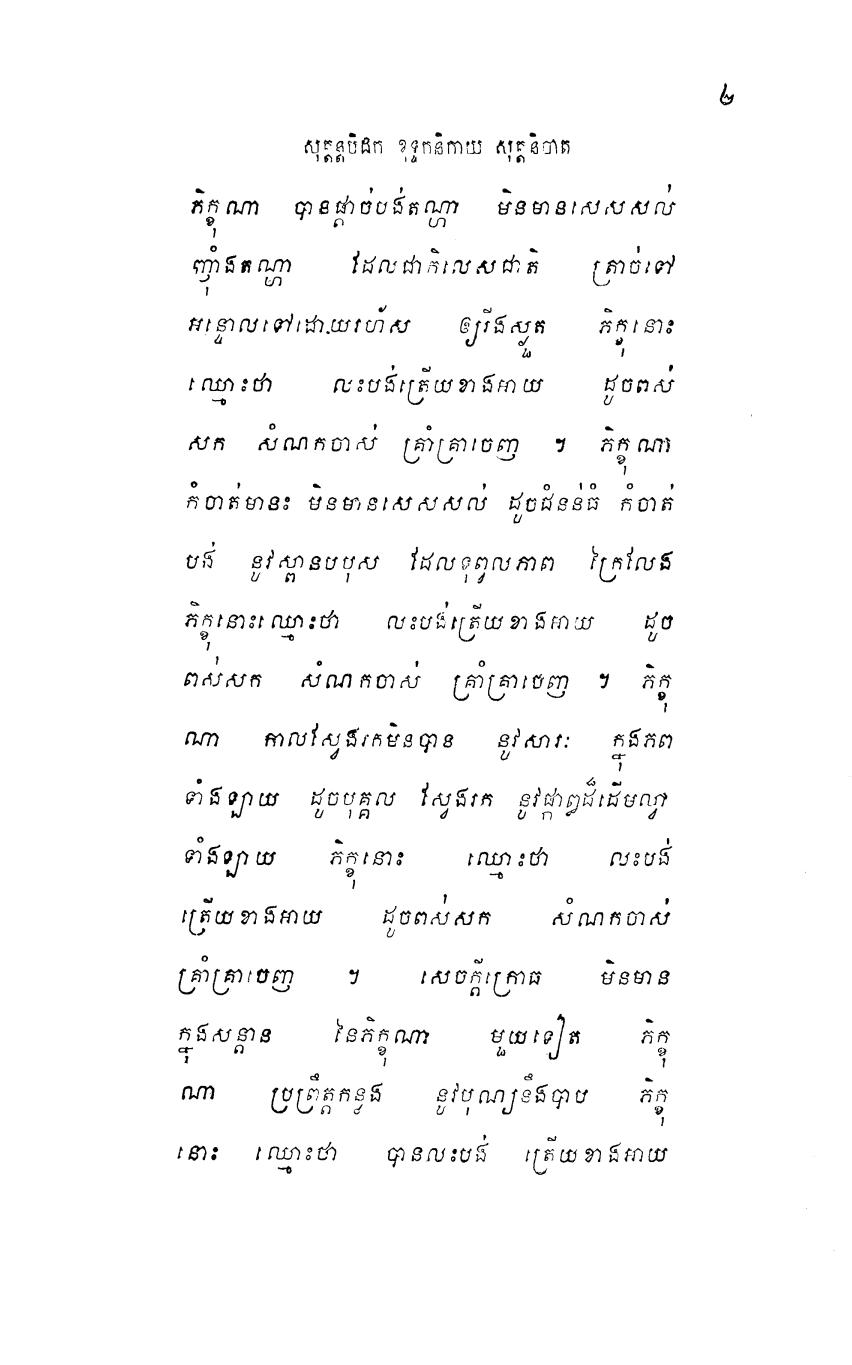 ២
សុត្តន្តបិដក ខុទ្ទកនិកាយ សុត្តនិបាត
ភិក្ខុណា បានផ្តាច់បង់តណ្ហា មិនមានសេសសល់
ញ៉ាំងតណ្ហា ដែលជាកិលេសជាតិ ត្រាច់ទៅ
អន្ទោលទៅដោយរហ័ស ឲ្យរីងស្ងួត ភិក្ខុនោះ
ឈ្មោះថា លះបង់ត្រើយខាងអាយ ដូចពស់
សក សំណកចាស់ គ្រាំគ្រាចេញ ។ ភិក្ខុណា
កំចាត់មានះ មិនមានសេសសល់ ដូចជំនន់ធំ កំចាត់
បង់ នូវស្ពានបបុស ដែលទុព្វលភាព ក្រៃលែង
ភិក្ខុនោះឈ្មោះថា លះបង់ត្រើយខាងអាយ ដូច
ពស់សក សំណកចាស់ គ្រាំគ្រាចេញ ។ ភិក្ខុ
ណា កាលស្វែងរកមិនបាន នូវសារៈ ក្នុងភព
ទាំងឡាយ ដូចបុគ្គល ស្វែងរក នូវផ្កាឰដ៏ដើមល្វា
ទាំងឡាយ ភិក្ខុនោះ ឈ្មោះថា លះបង់
ត្រើយខាងអាយ ដូចពស់សក សំណកចាស់
គ្រាំគ្រាចេញ ។ សេចក្តីក្រោធ មិនមាន
ក្នុងសន្តាន នៃភិក្ខុណា មួយទៀត ភិក្ខុ
ណា ប្រព្រឹត្តកន្លង នូវបុណ្យនឹងបាប ភិក្ខុ
នោះ ឈ្មោះថា បានលះបង់ ត្រើយខាងអាយ